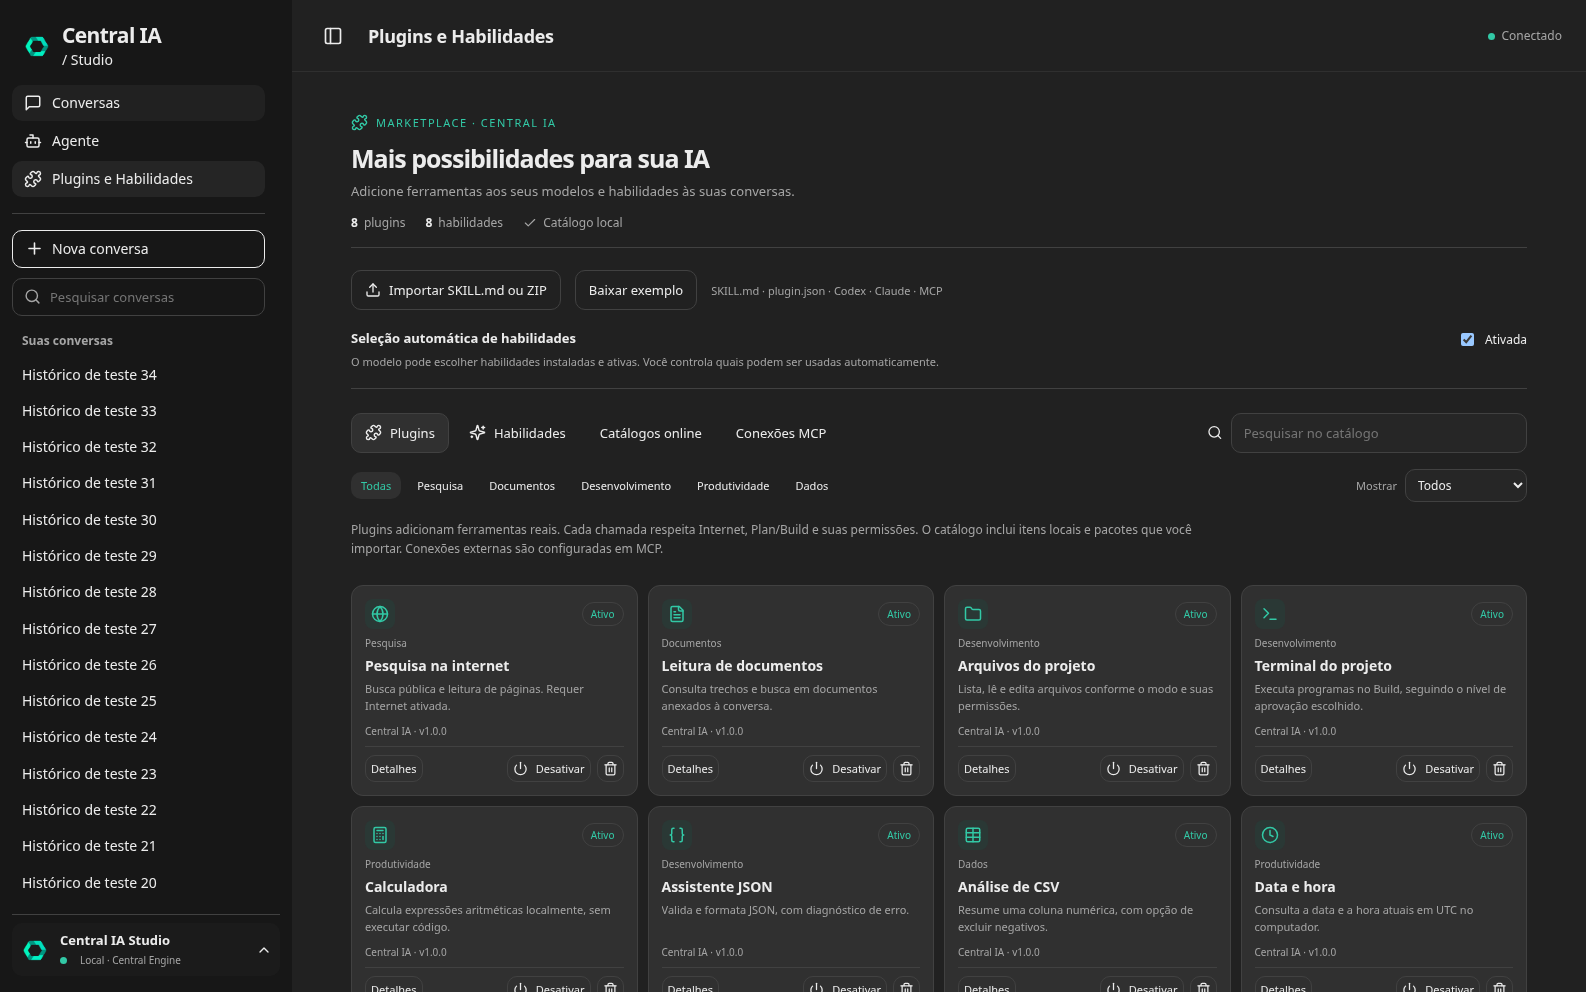 Central IA
/ Studio
Conversas
Agente
Plugins e Habilidades
Nova conversa
Pesquisar conversas
Suas conversas
Histórico de teste 34
Histórico de teste 33
Histórico de teste 32
Histórico de teste 31
Histórico de teste 30
Histórico de teste 29
Histórico de teste 28
Histórico de teste 27
Histórico de teste 26
Histórico de teste 25
Histórico de teste 24
Histórico de teste 23
Histórico de teste 22
Histórico de teste 21
Histórico de teste 20
Central IA Studio
Local · Central Engine
Plugins e Habilidades
Conectado
MARKETPLACE · CENTRAL IA
Mais possibilidades para sua IA
Adicione ferramentas aos seus modelos e habilidades às suas conversas.
8 plugins 8 habilidades Catálogo local
Importar SKILL.md ou ZIP
Baixar exemplo
SKILL.md · plugin.json · Codex · Claude · MCP
Seleção automática de habilidades
Ativada
O modelo pode escolher habilidades instaladas e ativas. Você controla quais podem ser usadas automaticamente.
Plugins
Habilidades
Catálogos online
Conexões MCP
Pesquisar no catálogo
Todas
Pesquisa
Documentos
Desenvolvimento
Produtividade
Dados
Mostrar
Todos
Plugins adicionam ferramentas reais. Cada chamada respeita Internet, Plan/Build e suas permissões. O catálogo inclui itens locais e pacotes que você
importar. Conexões externas são configuradas em MCP.
Ativo
Pesquisa
Pesquisa na internet
Busca pública e leitura de páginas. Requer
Internet ativada.
Central IA · v1.0.0
Detalhes
Desativar
Ativo
Documentos
Leitura de documentos
Consulta trechos e busca em documentos
anexados à conversa.
Central IA · v1.0.0
Detalhes
Desativar
Ativo
Desenvolvimento
Arquivos do projeto
Lista, lê e edita arquivos conforme o modo e suas
permissões.
Central IA · v1.0.0
Detalhes
Desativar
Ativo
Desenvolvimento
Terminal do projeto
Executa programas no Build, seguindo o nível de
aprovação escolhido.
Central IA · v1.0.0
Detalhes
Desativar
Ativo
Produtividade
Calculadora
Calcula expressões aritméticas localmente, sem
executar código.
Central IA · v1.0.0
Detalhes
Desativar
Ativo
Desenvolvimento
Assistente JSON
Valida e formata JSON, com diagnóstico de erro.
Central IA · v1.0.0
Detalhes
Desativar
Ativo
Dados
Análise de CSV
Resume uma coluna numérica, com opção de
excluir negativos.
Central IA · v1.0.0
Detalhes
Desativar
Ativo
Produtividade
Data e hora
Consulta a data e a hora atuais em UTC no
computador.
Central IA · v1.0.0
Detalhes
Desativar